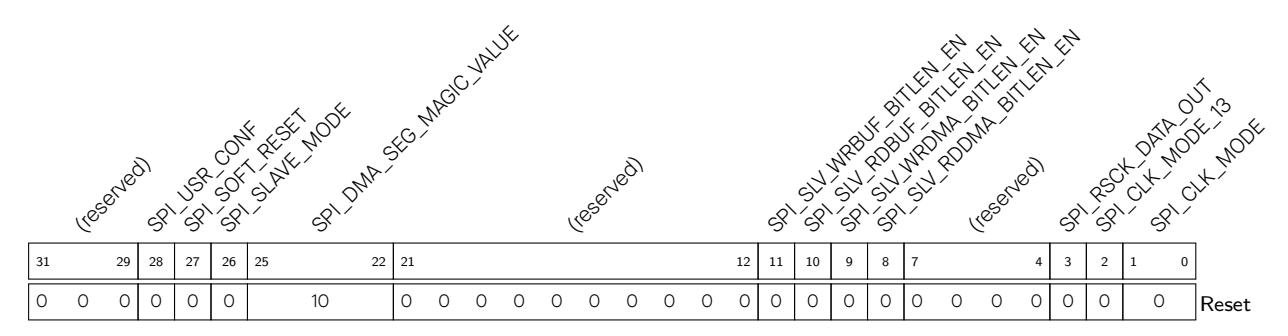 (reserved)
SPI_USR_CONF
SPI_SOFT_RESET
SPI_SLAVE_MODE
SPI_DMA_SEG_MAGIC_VALUE
(reserved)
SPI_SLV_WRBUF_BITLEN_EN
SPI_SLV_RDBUF_BITLEN_EN
SPI_SLV_WRDMA_BITLEN_EN
SPI_SLV_RDDMA_BITLEN_EN
(reserved)
SPI_RSCK_DATA_OUT
SPI_CLK_MODE_13
SPI_CLK_MODE
31 29 28 27 26 25 22 21 12 11 10 9 8 7 4 3 2 1 0
0 0 0 0 0 0 10 0 0 0 0 0 0 0 0 0 0 0 0 0 0 0 0 0 0 0 0 0 Reset